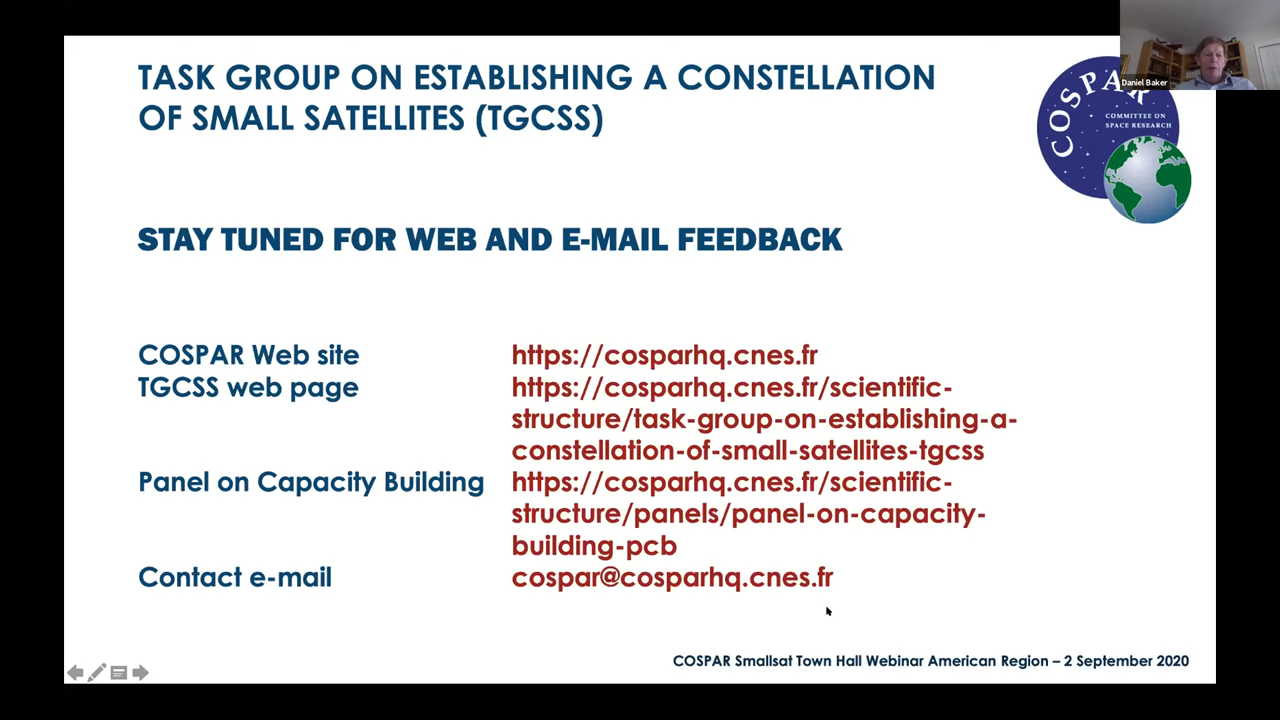 TASK GROUP ON ESTABLISHING A CONSTELLATION
OF SMALL SATELLITES (TGCSS)
Daniel Baker
COSPAR
COMMITTEE ON
SPACE RESEARCH
STAY TUNED FOR WEB AND E-MAIL FEEDBACK
COSPAR Web site https://cosparhq.cnes.fr
TGCSS web page https://cosparhq.cnes.fr/scientific-
structure/task-group-on-establishing-a-
constellation-of-small-satellites-tgcss
Panel on Capacity Building https://cosparhq.cnes.fr/scientific-
structure/panels/panel-on-capacity-
building-pcb
Contact e-mail cospar@cosparhq.cnes.fr
COSPAR Smallsat Town Hall Webinar American Region – 2 September 2020